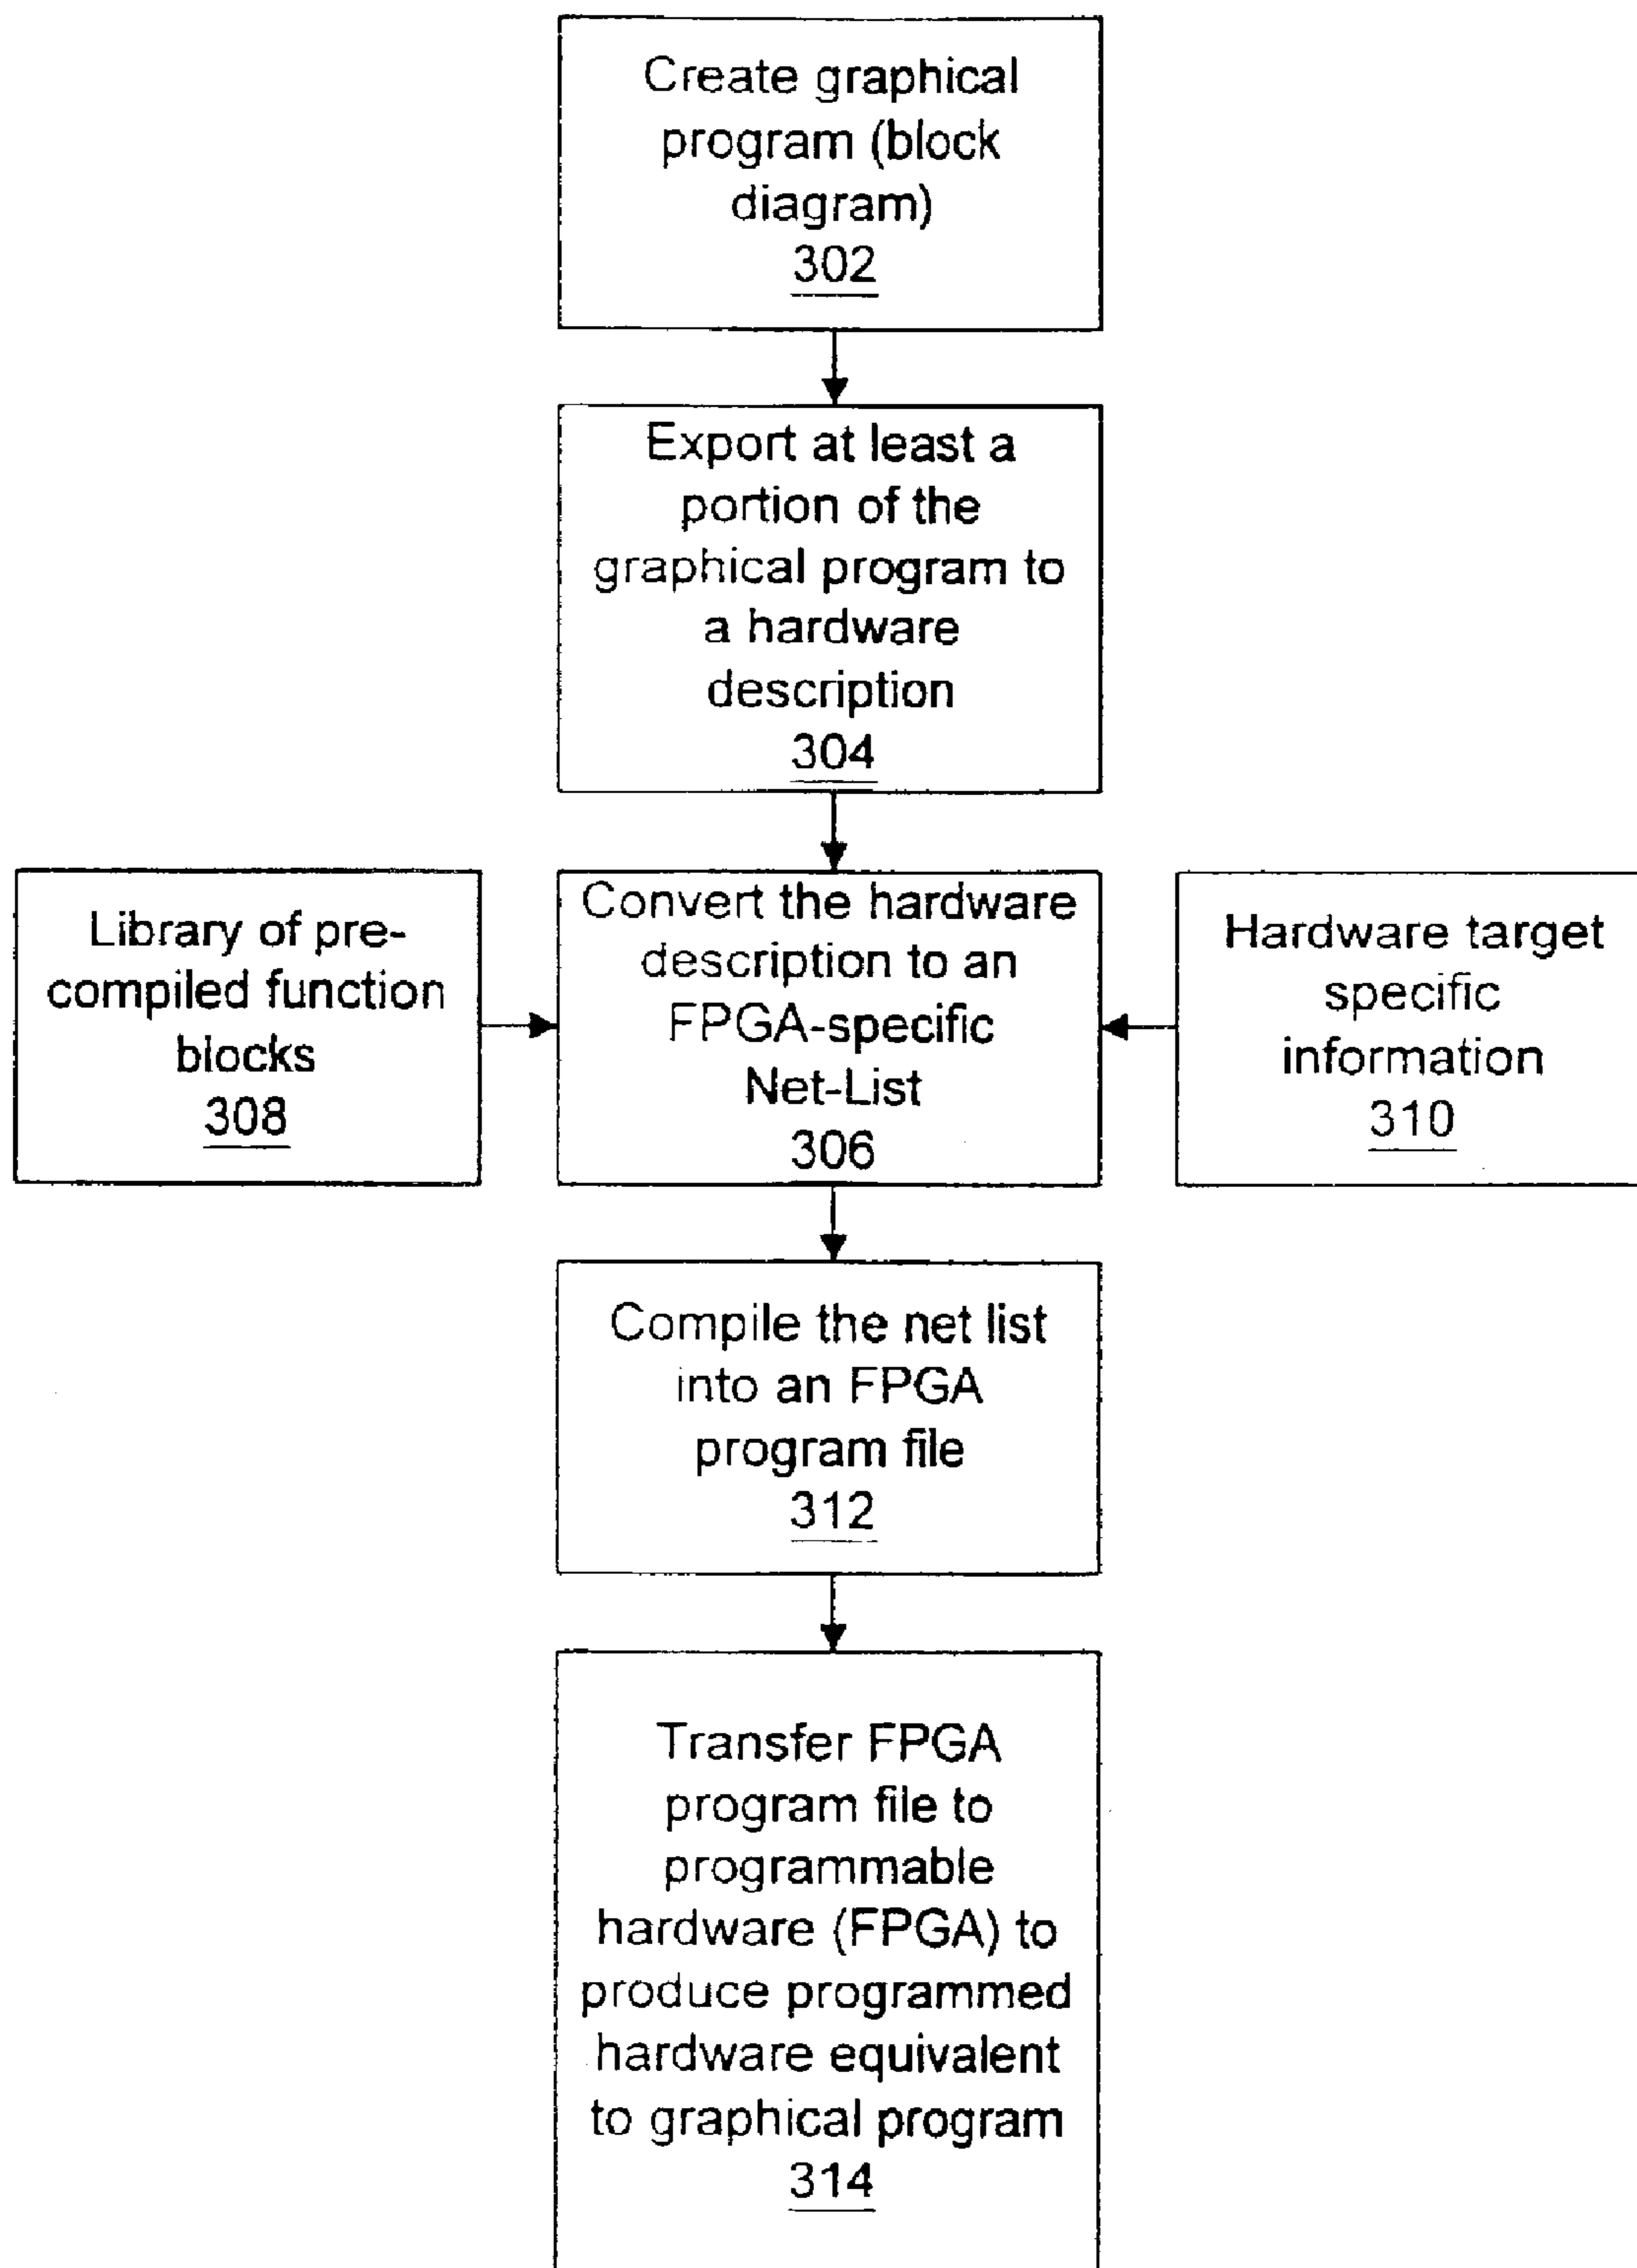 Create graphical
program (block
diagram)
302
Export at least a
portion of the
graphical program to
a hardware
description
304
Library of pre-
compiled function
blocks
308
Convert the hardware
description to an
FPGA-specific
Net-List
306
Hardware target
specific
information
310
Compile the net list
into an FPGA
program file
312
Transfer FPGA
program file to
programmable
hardware (FPGA) to
produce programmed
hardware equivalent
to graphical program
314